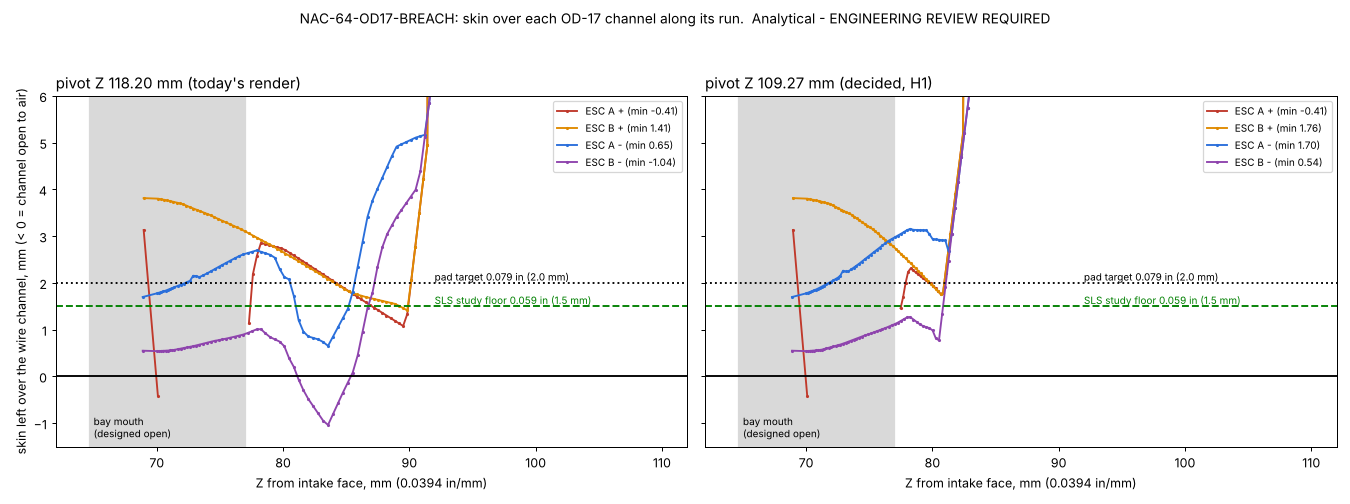 NAC-64-OD17-BREACH: skin over each OD-17 channel along its run.  Analytical - ENGINEERING REVIEW REQUIRED
pivot Z 118.20 mm (today's render)
skin left over the wire channel, mm (< 0 = channel open to air)
6
5
4
3
2
1
0
−1
ESC A + (min -0.41)
ESC B + (min 1.41)
ESC A - (min 0.65)
ESC B - (min -1.04)
pad target 0.079 in (2.0 mm)
SLS study floor 0.059 in (1.5 mm)
bay mouth
(designed open)
70 80 90 100 110
Z from intake face, mm (0.0394 in/mm)
pivot Z 109.27 mm (decided, H1)
ESC A + (min -0.41)
ESC B + (min 1.76)
ESC A - (min 1.70)
ESC B - (min 0.54)
pad target 0.079 in (2.0 mm)
SLS study floor 0.059 in (1.5 mm)
bay mouth
(designed open)
70 80 90 100 110
Z from intake face, mm (0.0394 in/mm)